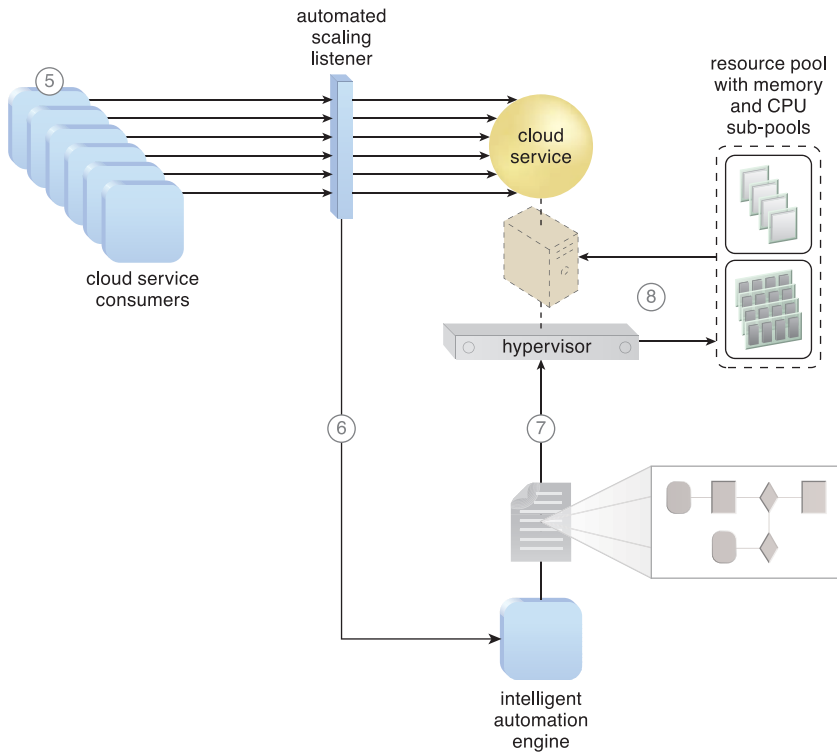 automated
scaling
listener
5
cloud service
consumers
cloud
service
resource pool
with memory
and CPU
sub-pools
8
hypervisor
6
7
intelligent
automation
engine